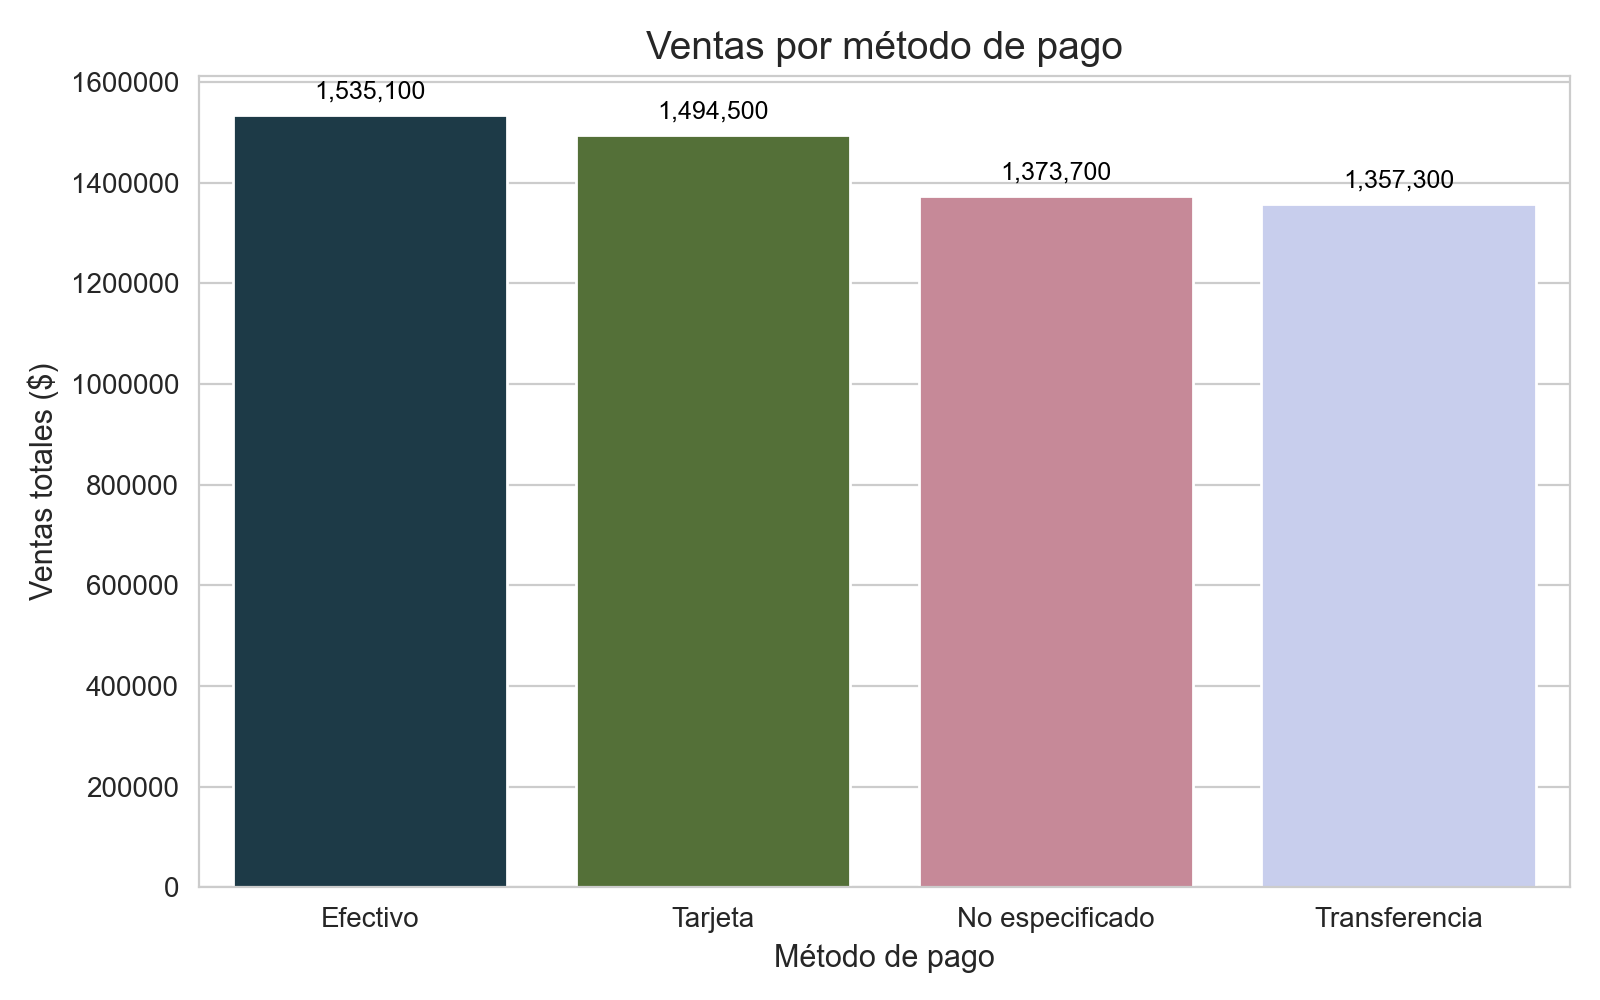 Ventas por método de pago
Ventas totales ($)
1600000
1400000
1200000
1000000
800000
600000
400000
200000
0
1,535,100
1,494,500
1,373,700
1,357,300
Efectivo
Tarjeta
No especificado
Transferencia
Método de pago